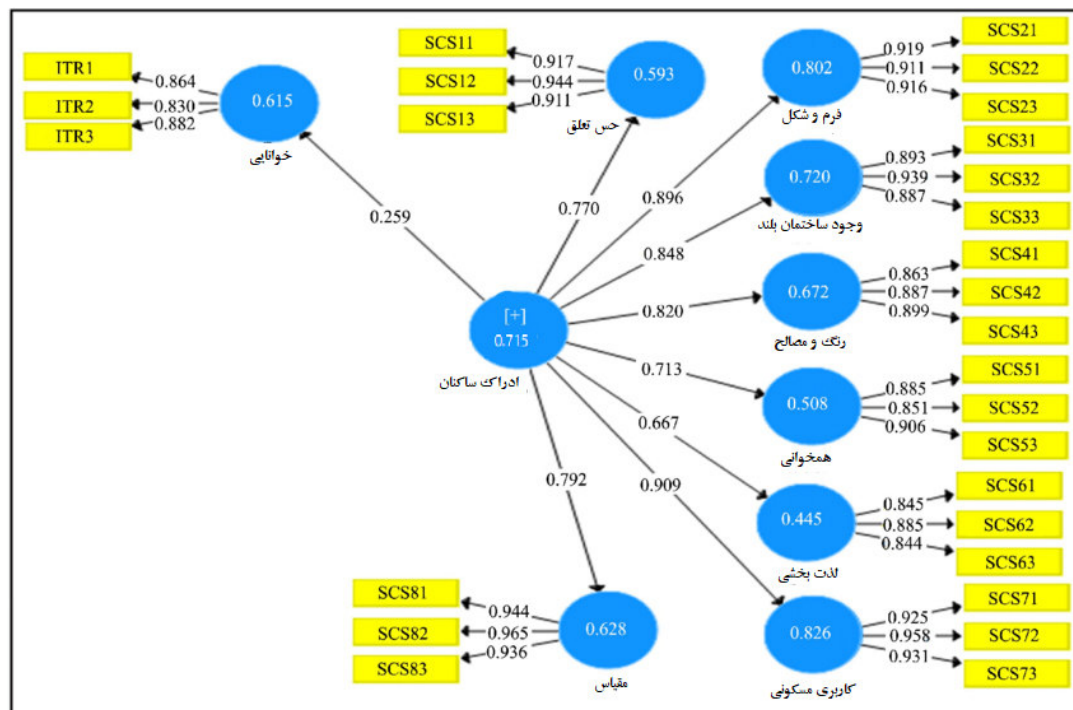 ITR1
ITR2
ITR3
0.864
0.830
0.882
0.615
خوانایی
0.259
SCS11
SCS12
SCS13
0.917
0.944
0.911
0.593
حس تعلق
0.770
0.802
فرم و شکل
0.896
0.919
0.911
0.916
SCS21
SCS22
SCS23
0.720
وجود ساختمان بلند
0.848
0.893
0.939
0.887
SCS31
SCS32
SCS33
[+]
0.715
ادراک ساکنان
0.820
0.672
رنگ و مصالح
0.863
0.887
0.899
SCS41
SCS42
SCS43
0.713
0.508
همخوانی
0.885
0.851
0.906
SCS51
SCS52
SCS53
0.667
0.445
لذت بخشی
0.845
0.885
0.844
SCS61
SCS62
SCS63
0.909
0.826
کاربری مسکونی
0.925
0.958
0.931
SCS71
SCS72
SCS73
0.792
0.628
مقیاس
0.944
0.965
0.936
SCS81
SCS82
SCS83